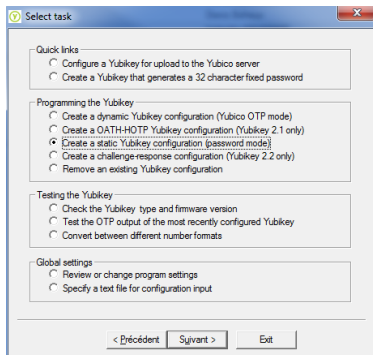 Select task
Quick links
Configure a Yubikey for upload to the Yubico server
Create a Yubikey that generates a 32 character fixed password
Programming the Yubikey
Create a dynamic Yubikey configuration (Yubico OTP mode)
Create a OATH-HOTP Yubikey configuration (Yubikey 2.1 only)
Create a static Yubikey configuration (password mode)
Create a challenge-response configuration (Yubikey 2.2 only)
Remove an existing Yubikey configuration
Testing the Yubikey
Check the Yubikey type and firmware version
Test the OTP output of the most recently configured Yubikey
Convert between different number formats
Global settings
Review or change program settings
Specify a text file for configuration input
< Précédent Suivant > Exit